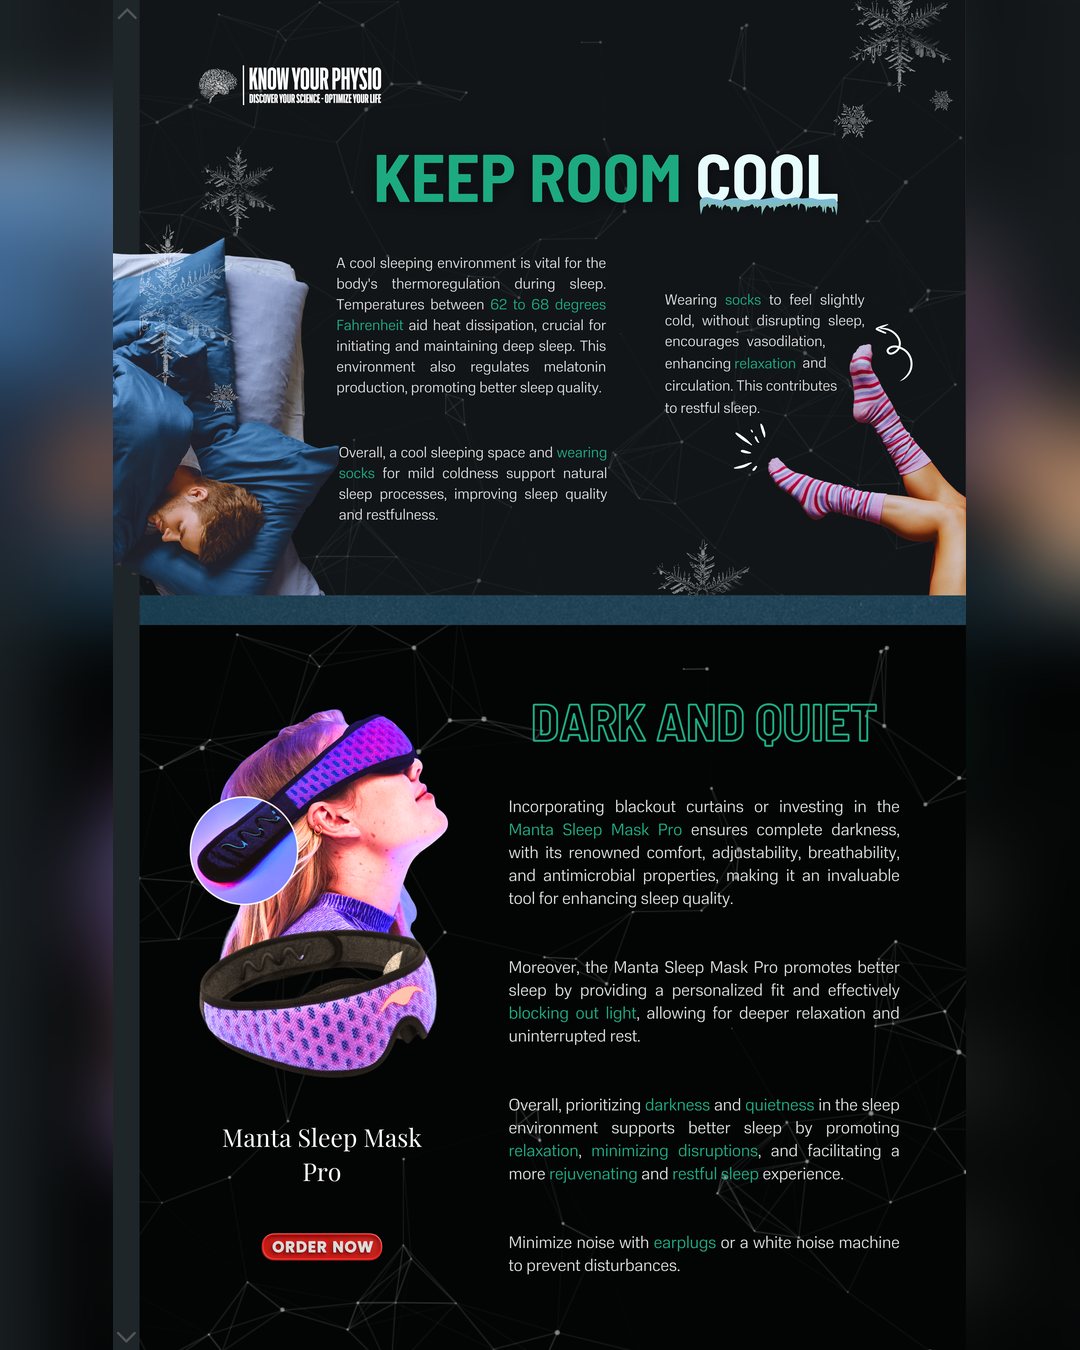 KNOW YOUR PHYSIO
DISCOVER YOUR SCIENCE - OPTIMIZE YOUR LIFE
KEEP ROOM COOL
A cool sleeping environment is vital for the
body's thermoregulation during sleep.
Temperatures between 62 to 68 degrees
Fahrenheit aid heat dissipation, crucial for
initiating and maintaining deep sleep. This
environment also regulates melatonin
production, promoting better sleep quality.
Overall, a cool sleeping space and wearing
socks for mild coldness support natural
sleep processes, improving sleep quality
and restfulness.
Wearing socks to feel slightly
cold, without disrupting sleep,
encourages vasodilation,
enhancing relaxation and
circulation. This contributes
to restful sleep.
DARK AND QUIET
Incorporating blackout curtains or investing in the
Manta Sleep Mask Pro ensures complete darkness,
with its renowned comfort, adjustability, breathability,
and antimicrobial properties, making it an invaluable
tool for enhancing sleep quality.
Moreover, the Manta Sleep Mask Pro promotes better
sleep by providing a personalized fit and effectively
blocking out light, allowing for deeper relaxation and
uninterrupted rest.
Overall, prioritizing darkness and quietness in the sleep
environment supports better sleep by promoting
relaxation, minimizing disruptions, and facilitating a
more rejuvenating and restful sleep experience.
Minimize noise with earplugs or a white noise machine
to prevent disturbances.
Manta Sleep Mask
Pro
ORDER NOW